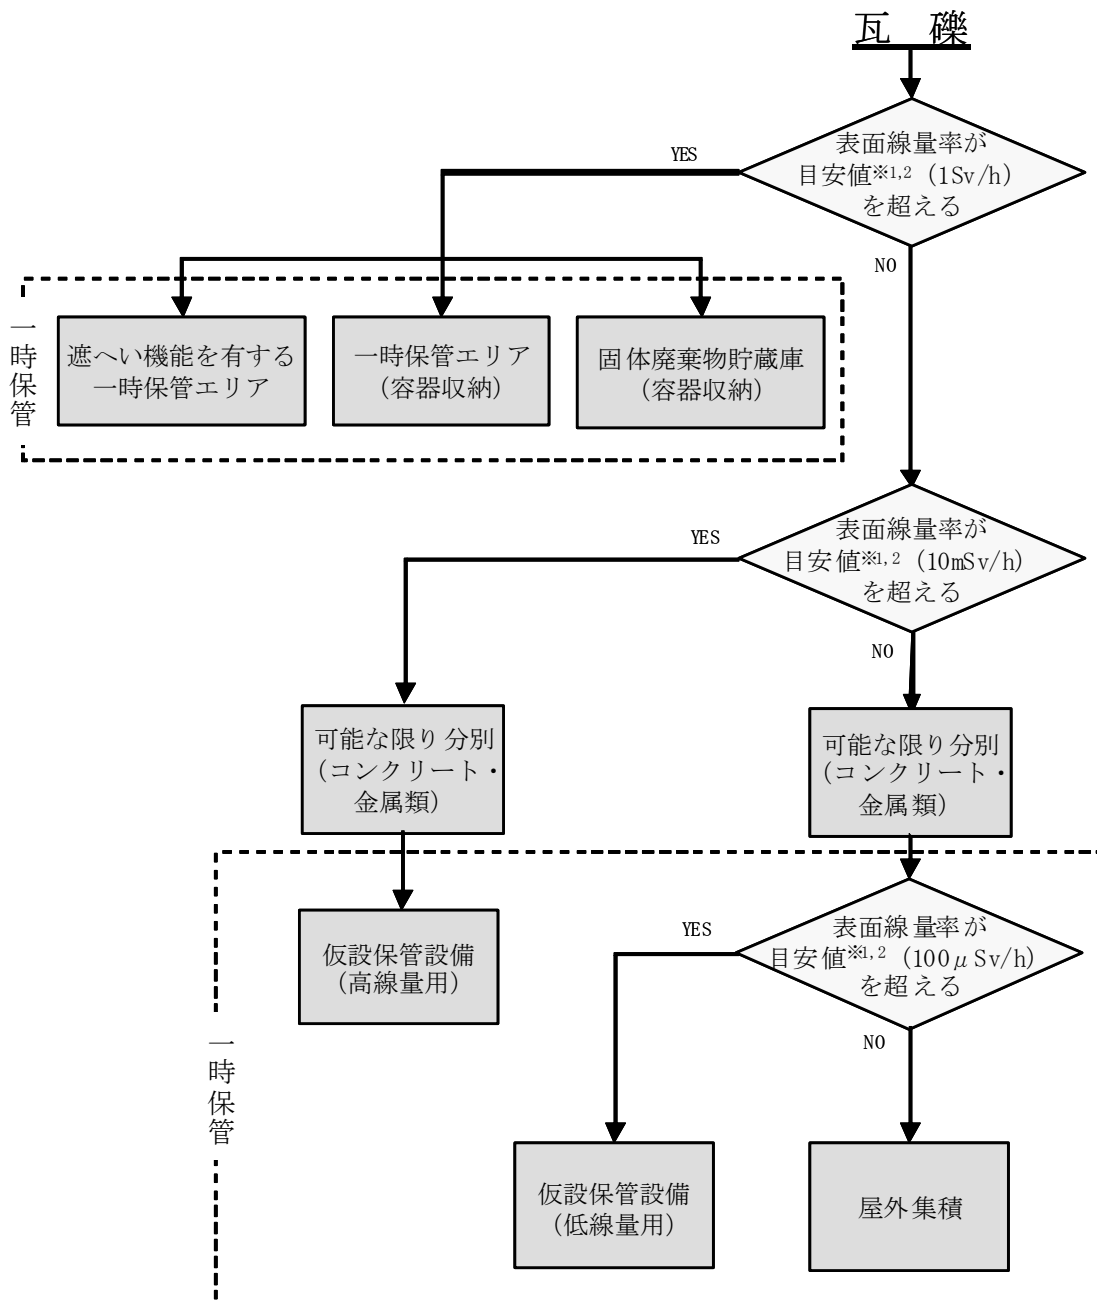 瓦　礫
表面線量率が
目安値※1,2（1Sv/h）
を超える
YES
NO
一時保管
遮へい機能を有する
一時保管エリア
一時保管エリア
（容器収納）
固体廃棄物貯蔵庫
（容器収納）
表面線量率が
目安値※1,2（10mSv/h）
を超える
YES
NO
可能な限り分別
（コンクリート・
金属類）
可能な限り分別
（コンクリート・
金属類）
仮設保管設備
（高線量用）
表面線量率が
目安値※1,2（100μSv/h）
を超える
YES
NO
一時保管
仮設保管設備
（低線量用）
屋外集積